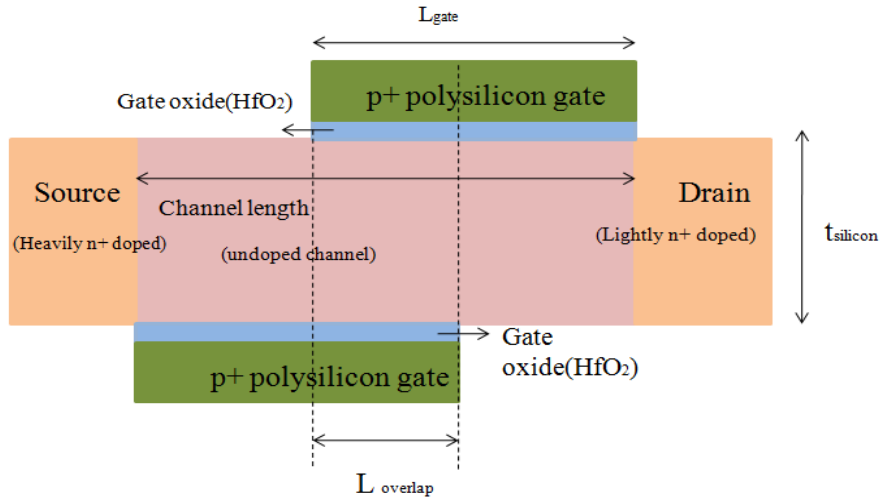 Lgate
p+ polysilicon gate
Gate oxide(HfO2)
Source
Drain
Channel length
(Heavily n+ doped)
(Lightly n+ doped)
tsilicon
(undoped channel)
Gate
oxide(HfO2)
p+ polysilicon gate
L overlap